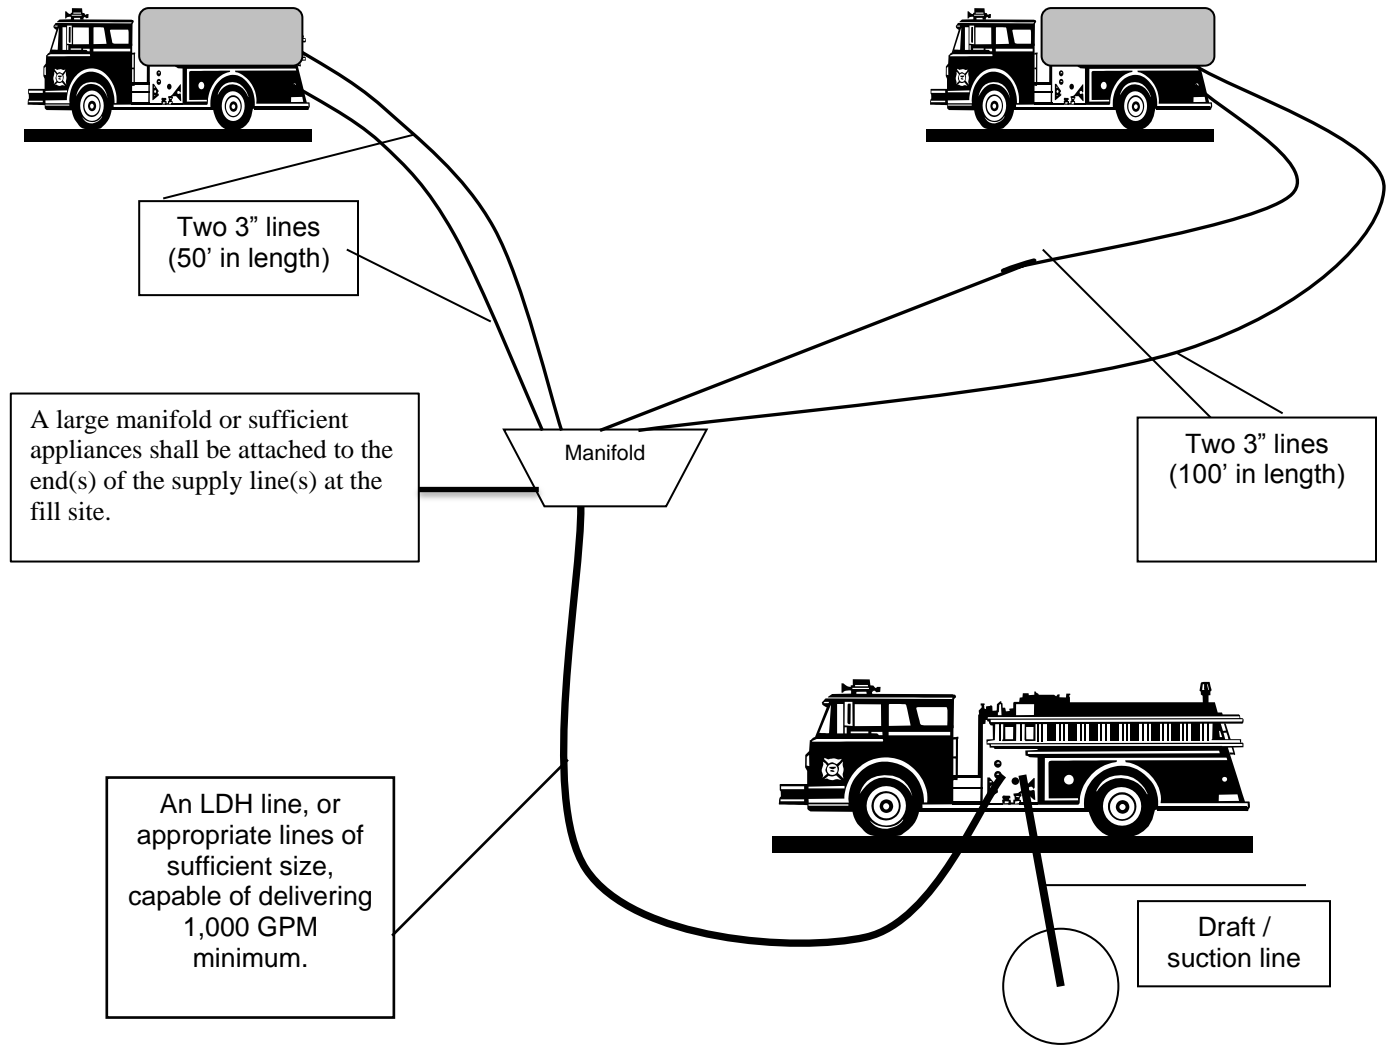 Two 3” lines
(50’ in length)
A large manifold or sufficient
appliances shall be attached to the
end(s) of the supply line(s) at the
fill site.
Manifold
Two 3” lines
(100’ in length)
An LDH line, or
appropriate lines of
sufficient size,
capable of delivering
1,000 GPM
minimum.
Draft /
suction line